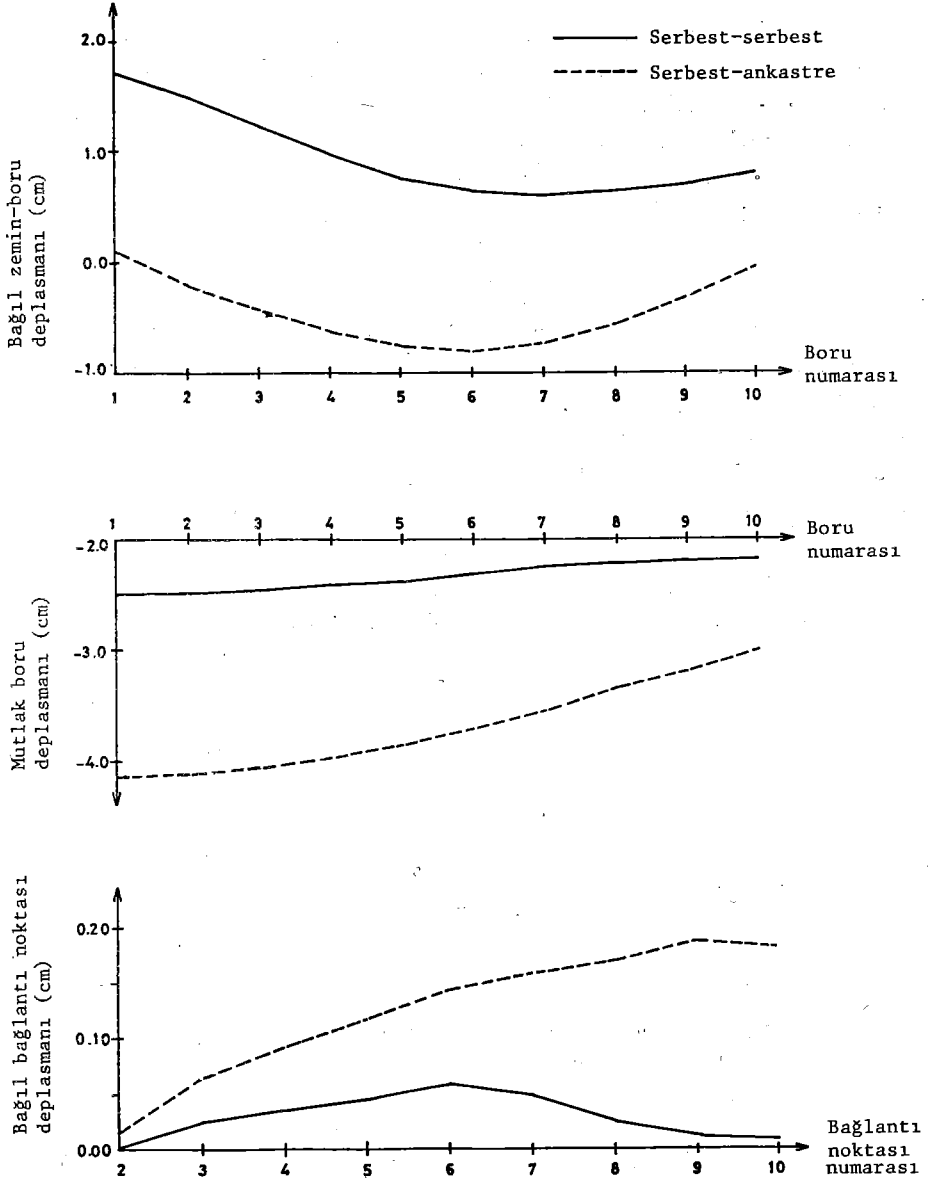 Serbest-serbest
Serbest-ankastre
Bağıl zemin-boru
deplasmanı (cm)
2.0
1.0
0.0
-1.0
1 2 3 4 5 6 7 8 9 10
Boru
numarası
Mutlak boru
deplasmanı (cm)
1 2 3 4 5 6 7 8 9 10
Boru
numarası
-2.0
-3.0
-4.0
Bağıl bağlantı noktası
deplasmanı (cm)
0.20
0.10
0.00
2 3 4 5 6 7 8 9 10
Bağlantı
noktası
numarası